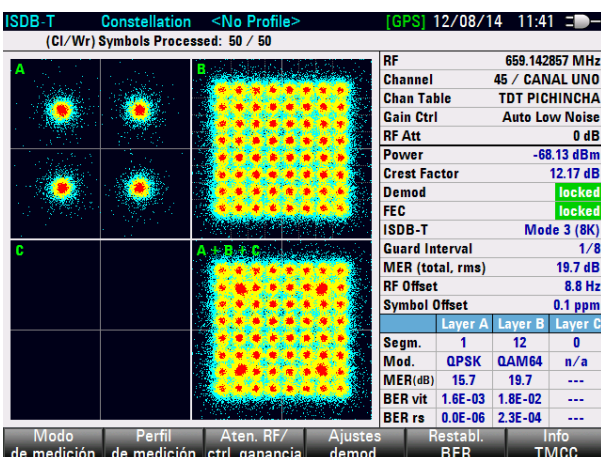 ISDB-T Constellation <No Profile> [GPS] 12/08/14 11:41
(CI/Wr) Symbols Processed: 50 / 50
A
B
C
A + B + C
RF 659.142857 MHz
Channel 45 / CANAL UNO
Chan Table TDT PICHINCHA
Gain Ctrl Auto Low Noise
RF Att 0 dB
Power -68.13 dBm
Crest Factor 12.17 dB
Demod locked
FEC locked
ISDB-T Mode 3 (8K)
Guard Interval 1/8
MER (total, rms) 19.7 dB
RF Offset 8.8 Hz
Symbol Offset 0.1 ppm
Layer A Layer B Layer C
Segm. 1 12 0
Mod. QPSK QAM64 n/a
MER(dB) 15.7 19.7 ---
BER vit 1.6E-03 1.8E-02 ---
BER rs 0.0E-06 2.3E-04 ---
Modo Perfil Aten. RF/ Ajustes Restabl. Info
de medición de medición ctrl. ganancia demod. BER TMCC